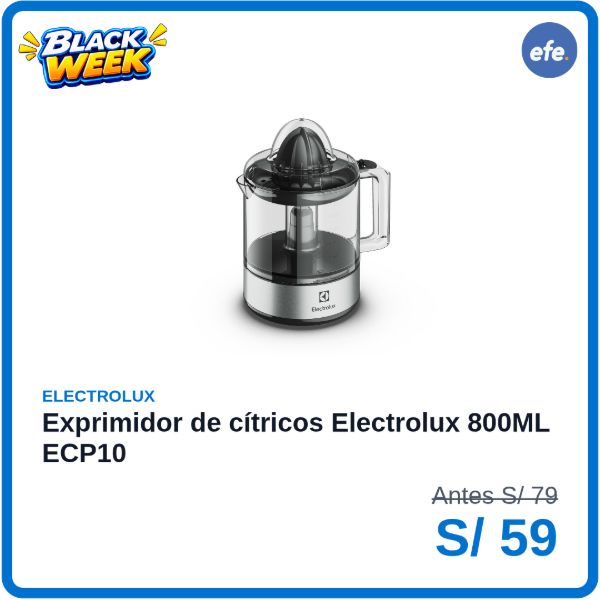 BLACK
WEEK
efe.
Electrolux
ELECTROLUX
Exprimidor de cítricos Electrolux 800ML
ECP10
Antes S/ 79
S/ 59